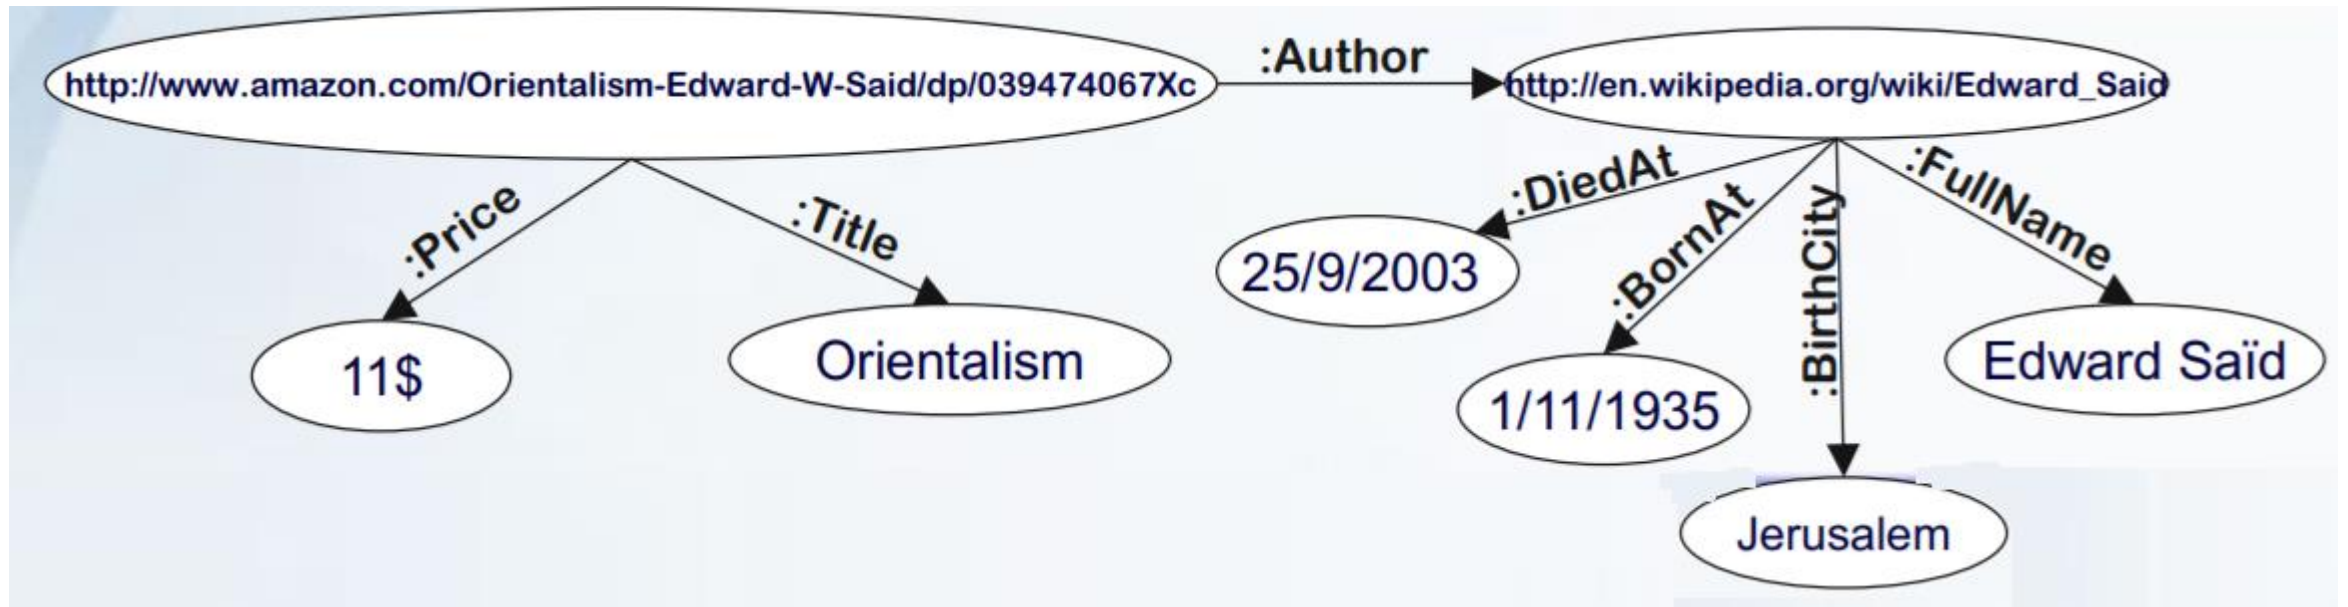 http://www.amazon.com/Orientalism-Edward-W-Said/dp/039474067Xc
:Author
http://en.wikipedia.org/wiki/Edward_Said
:Price
:Title
:DiedAt
:BornAt
:BirthCity
:FullName
11$
Orientalism
25/9/2003
1/11/1935
Edward Saïd
Jerusalem